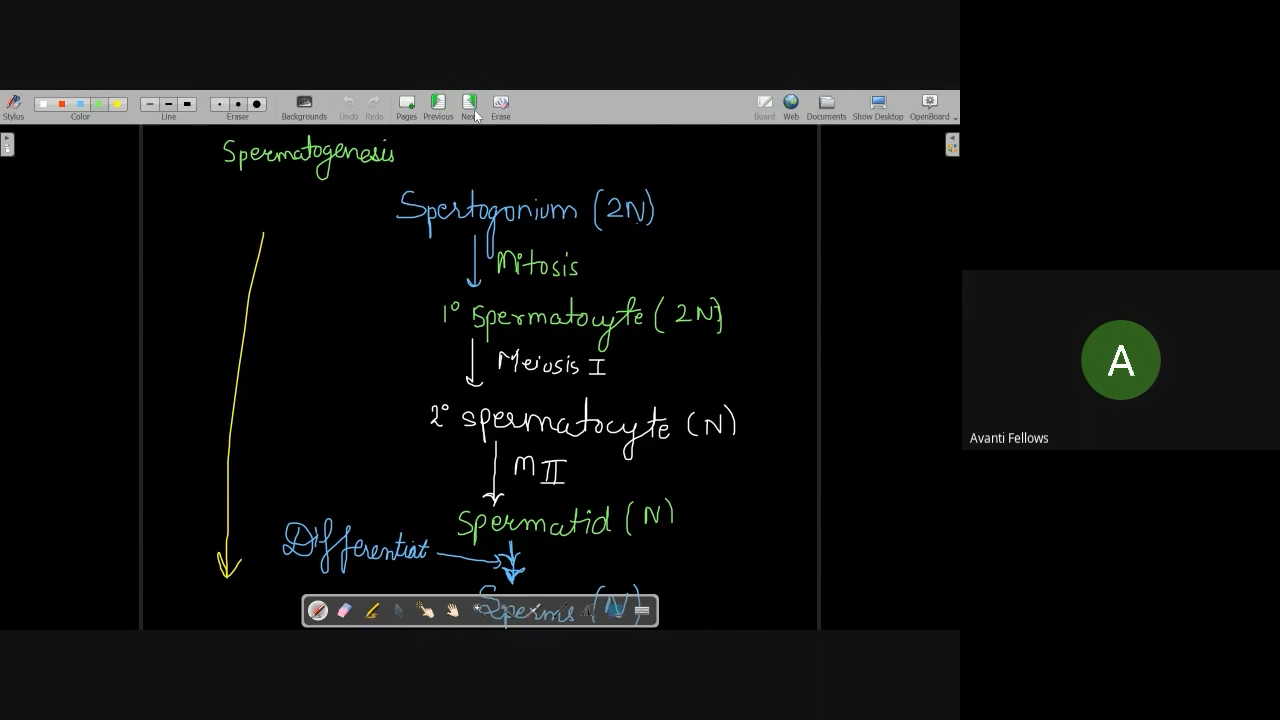 Stylus
Color
Line
Eraser
Backgrounds
Undo
Redo
Pages
Previous
Next
Erase
Board
Web
Documents
Show Desktop
OpenBoard
Spermatogenesis
Spertogonium (2N)
Mitosis
1° Spermatocyte (2N)
Meiosis I
2° spermatocyte (N)
M II
Spermatid (N)
Differentiat
Sperms (N)
A
Avanti Fellows